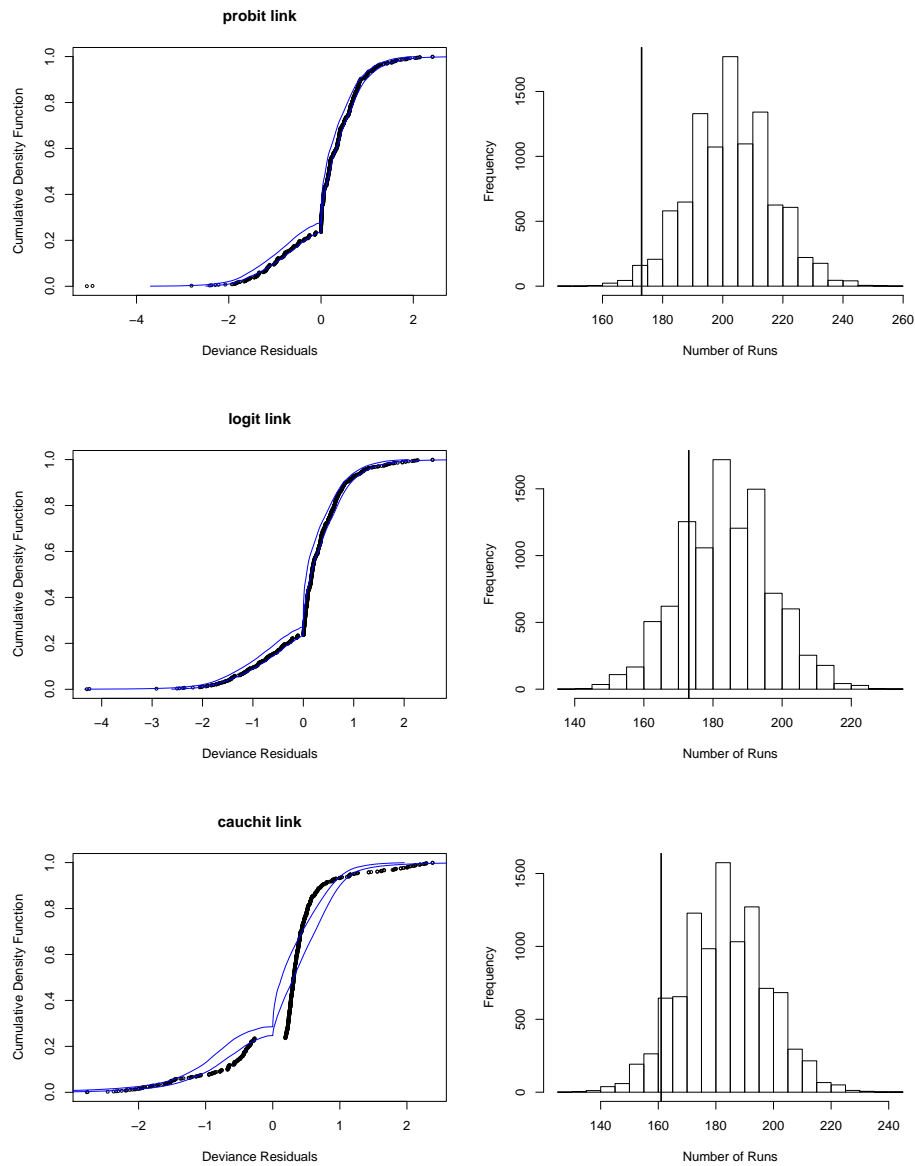 probit link
Cumulative Density Function
0.0 0.2 0.4 0.6 0.8 1.0
−4 −2 0 2
Deviance Residuals
Frequency
0 500 1000 1500
160 180 200 220 240 260
Number of Runs
logit link
Cumulative Density Function
0.0 0.2 0.4 0.6 0.8 1.0
−4 −3 −2 −1 0 1 2
Deviance Residuals
Frequency
0 500 1000 1500
140 160 180 200 220
Number of Runs
cauchit link
Cumulative Density Function
0.0 0.2 0.4 0.6 0.8 1.0
−2 −1 0 1 2
Deviance Residuals
Frequency
0 500 1000 1500
140 160 180 200 220 240
Number of Runs